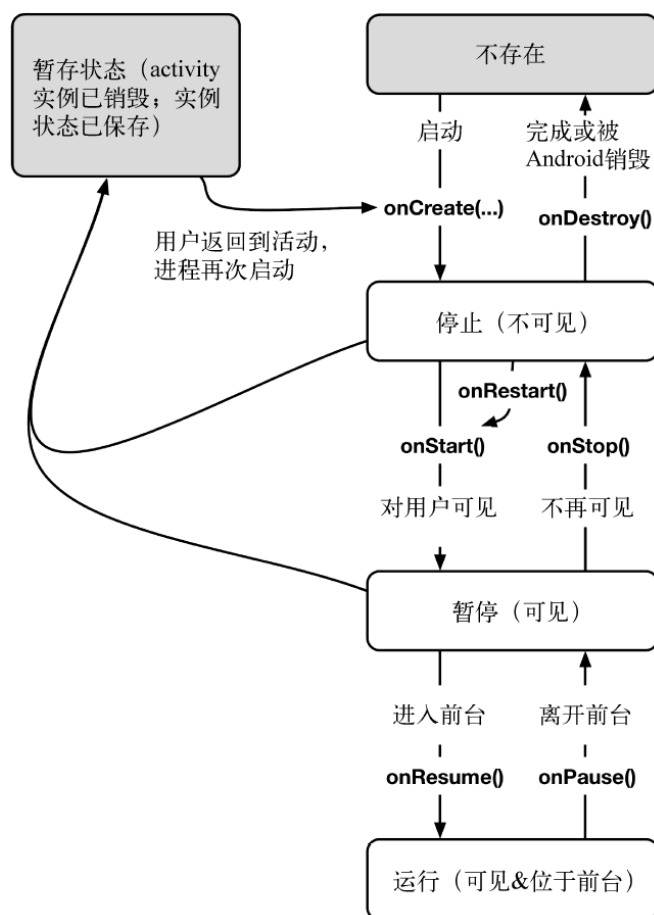 暂存状态（activity
实例已销毁；实例
状态已保存）
不存在
启动
完成或被
Android销毁
onCreate(...)
onDestroy()
用户返回到活动，
进程再次启动
停止（不可见）
onRestart()
onStart()
onStop()
对用户可见
不再可见
暂停（可见）
进入前台
离开前台
onResume()
onPause()
运行（可见&位于前台）